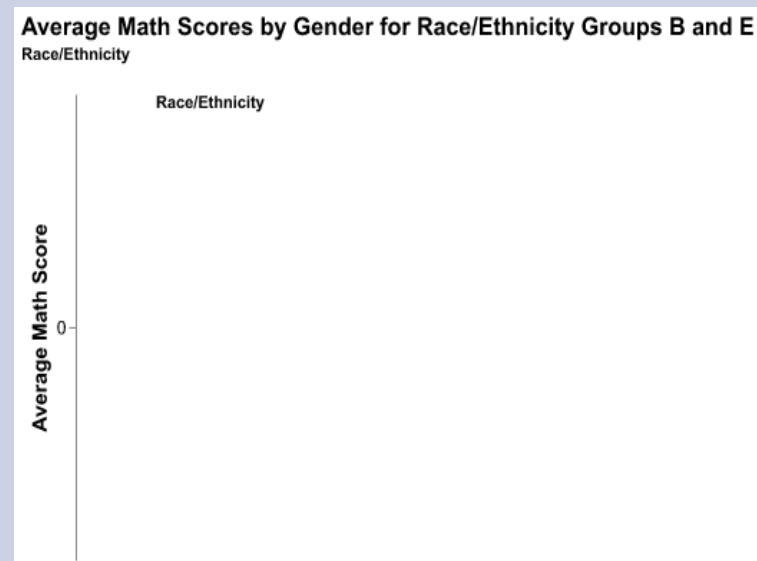 Average Math Scores by Gender for Race/Ethnicity Groups B and E
Race/Ethnicity
Race/Ethnicity
Average Math Score
0